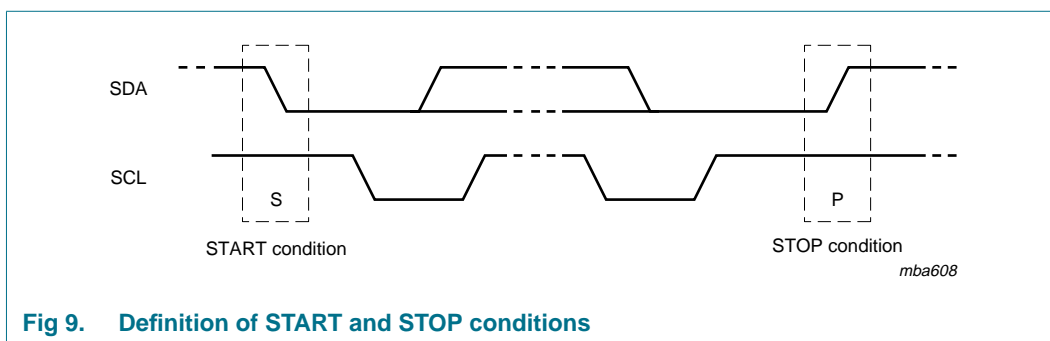 SDA
SCL
S
P
START condition
STOP condition
mba608
Fig 9. Definition of START and STOP conditions